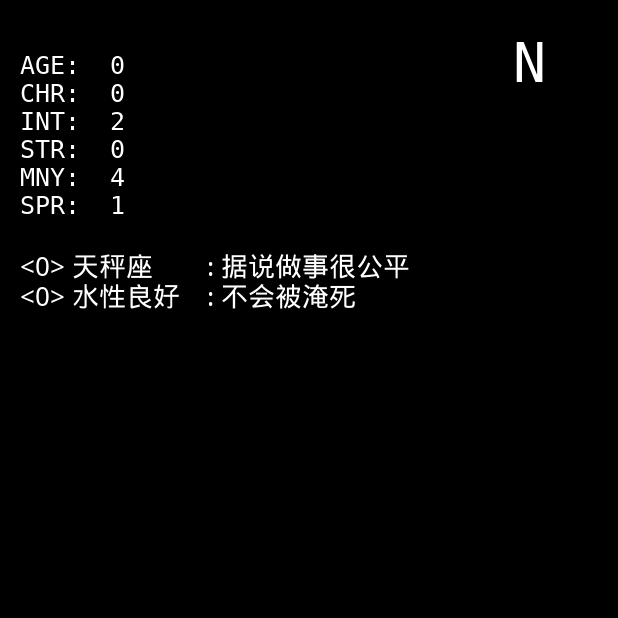 N
AGE: 0
CHR: 0
INT: 2
STR: 0
MNY: 4
SPR: 1
<O> 天秤座 :据说做事很公平
<O> 水性良好 :不会被淹死